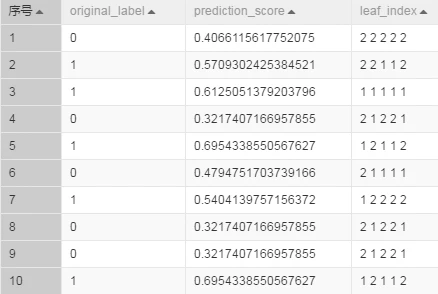 序号 original_label prediction_score leaf_index
1 0 0.4066115617752075 2 2 2 2 2
2 1 0.5709302425384521 2 2 1 1 2
3 1 0.6125051379203796 1 1 1 1 1
4 0 0.3217407166957855 2 1 2 2 1
5 1 0.6954338550567627 1 2 1 1 2
6 0 0.4794751703739166 2 1 1 1 1
7 1 0.5404139757156372 1 2 2 2 2
8 0 0.3217407166957855 2 1 2 2 1
9 0 0.3217407166957855 2 1 2 2 1
10 1 0.6954338550567627 1 2 1 1 2